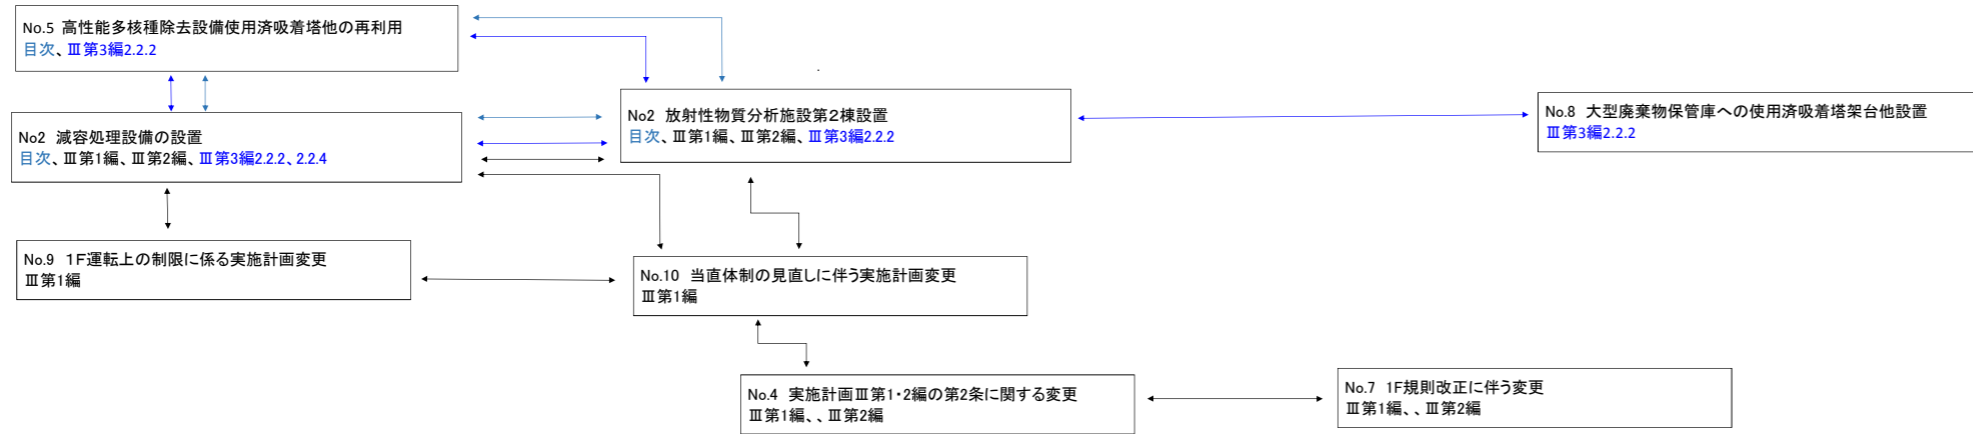 No.5 高性能多核種除去設備使用済吸着塔他の再利用
目次、Ⅲ第3編2.2.2
No2 減容処理設備の設置
目次、Ⅲ第1編、Ⅲ第2編、Ⅲ第3編2.2.2、2.2.4
No2 放射性物質分析施設第2棟設置
目次、Ⅲ第1編、Ⅲ第2編、Ⅲ第3編2.2.2
No.8 大型廃棄物保管庫への使用済吸着塔架台他設置
Ⅲ第3編2.2.2
No.9 1F運転上の制限に係る実施計画変更
Ⅲ第1編
No.10 当直体制の見直しに伴う実施計画変更
Ⅲ第1編
No.4 実施計画Ⅲ第1・2編の第2条に関する変更
Ⅲ第1編、、Ⅲ第2編
No.7 1F規則改正に伴う変更
Ⅲ第1編、、Ⅲ第2編